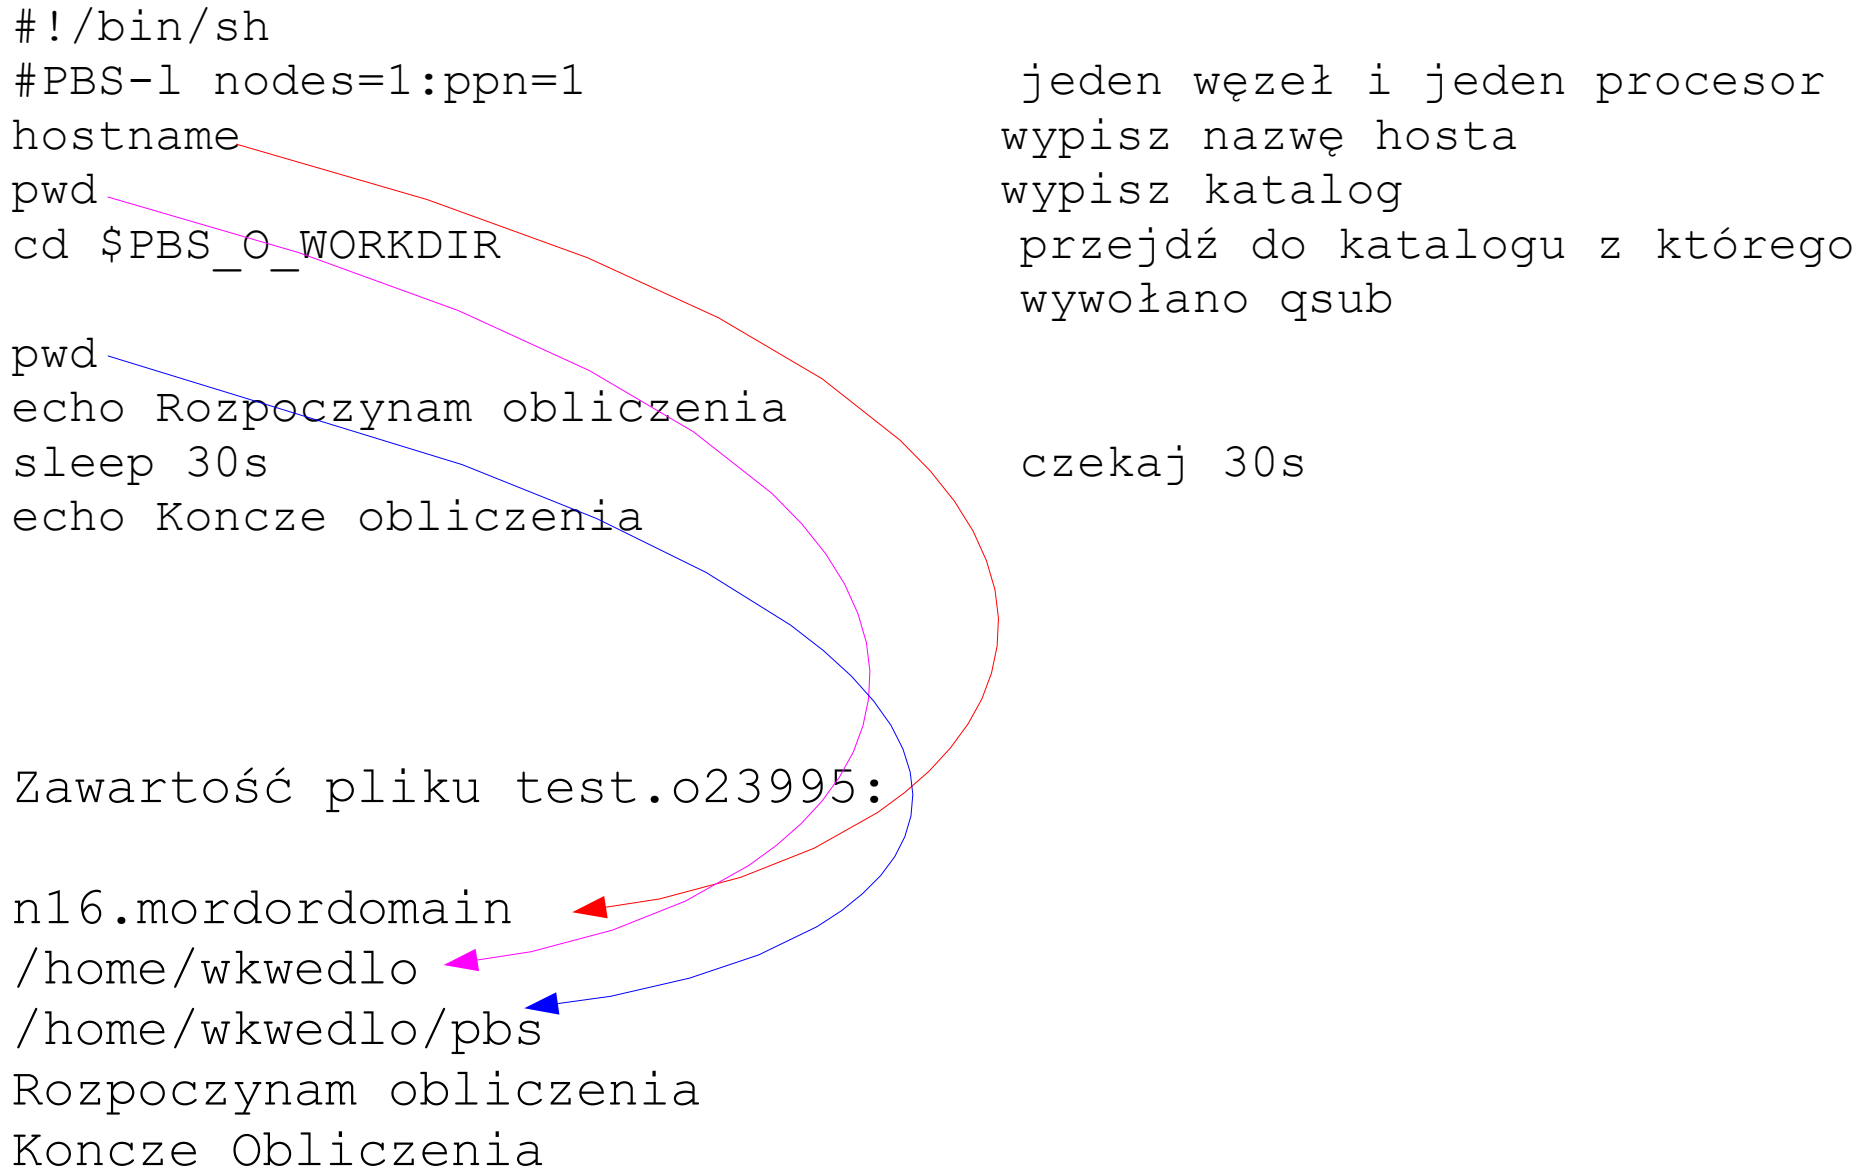 #!/bin/sh
#PBS-l nodes=1:ppn=1 jeden węzeł i jeden procesor
hostname wypisz nazwę hosta
pwd wypisz katalog
cd $PBS_O_WORKDIR przejdź do katalogu z którego
wywołano qsub
pwd
echo Rozpoczynam obliczenia
sleep 30s czekaj 30s
echo Koncze obliczenia
Zawartość pliku test.o23995:
n16.mordordomain
/home/wkwedlo
/home/wkwedlo/pbs
Rozpoczynam obliczenia
Koncze Obliczenia